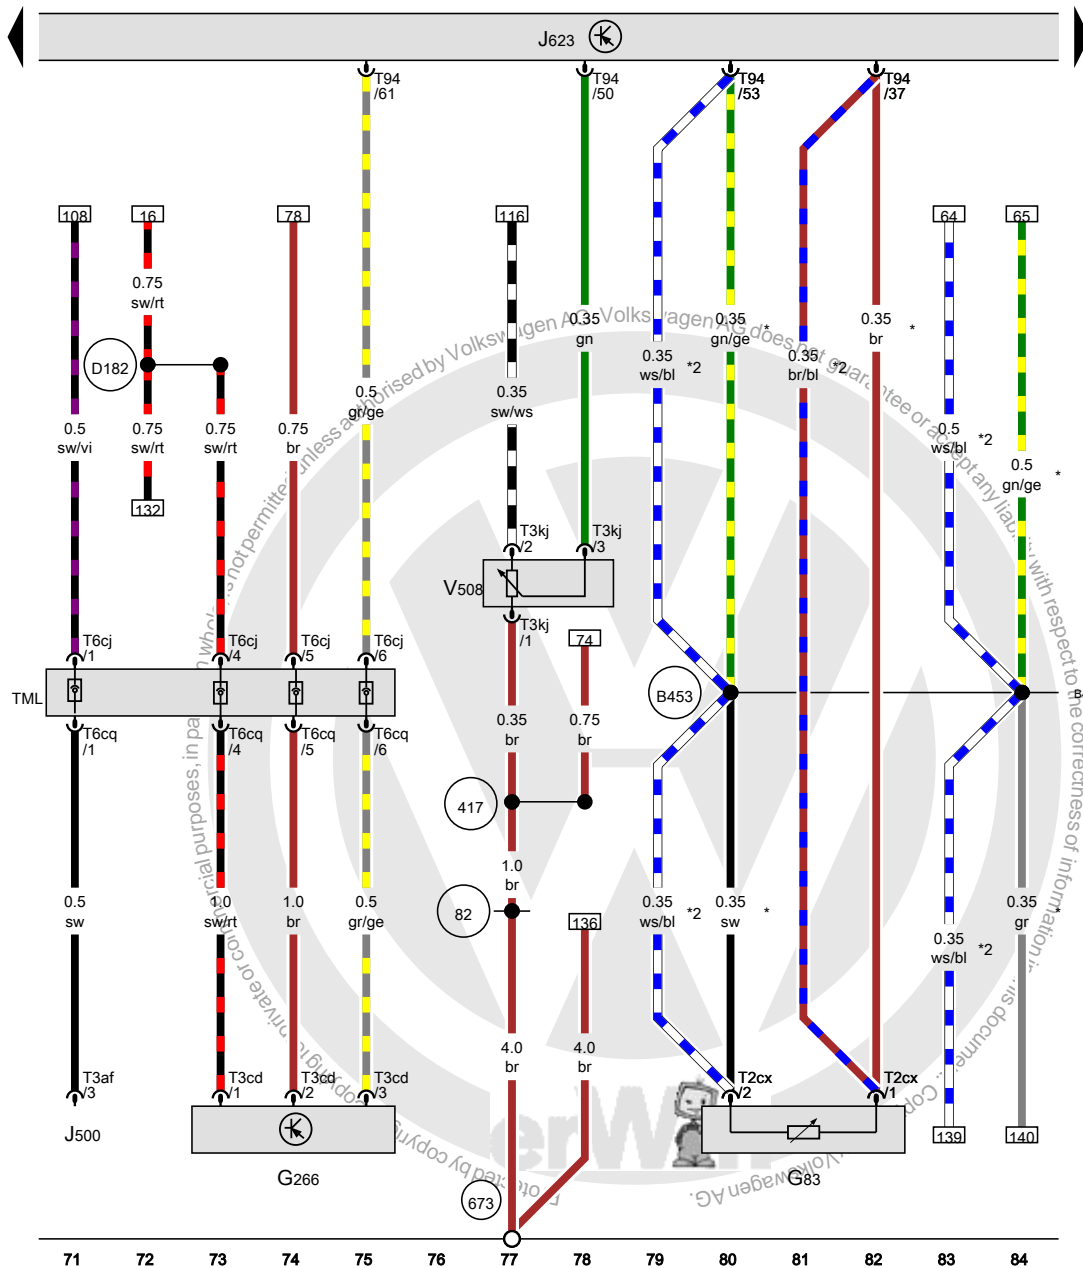 J623
T94
/61
T94
/50
T94
/53
T94
/37
108
16
78
116
64
65
0.75
sw/rt
D182
0.35
gn
0.35
ws/bl
*2
0.35
gn/ge
*
0.35
br/bl
*2
0.35
br
*
0.5
gr/ge
0.35
sw/ws
0.5
sw/vi
0.75
sw/rt
0.75
sw/rt
0.75
br
0.5
ws/bl
*2
0.5
gn/ge
*
132
T3kj
/2
T3kj
/3
V508
T3kj
/1
74
T6cj
/1
T6cj
/4
T6cj
/5
T6cj
/6
TML
B453
T6cq
/1
T6cq
/4
T6cq
/5
T6cq
/6
0.35
br
0.75
br
417
1.0
br
82
136
0.5
sw
1.0
sw/rt
1.0
br
0.5
gr/ge
0.35
ws/bl
*2
0.35
sw
*
0.35
ws/bl
*2
0.35
gr
*
4.0
br
4.0
br
T3af
/3
T3cd
/1
T3cd
/2
T3cd
/3
T2cx
/2
T2cx
/1
J500
G266
G83
139
140
673
71 72 73 74 75 76 77 78 79 80 81 82 83 84
erWin